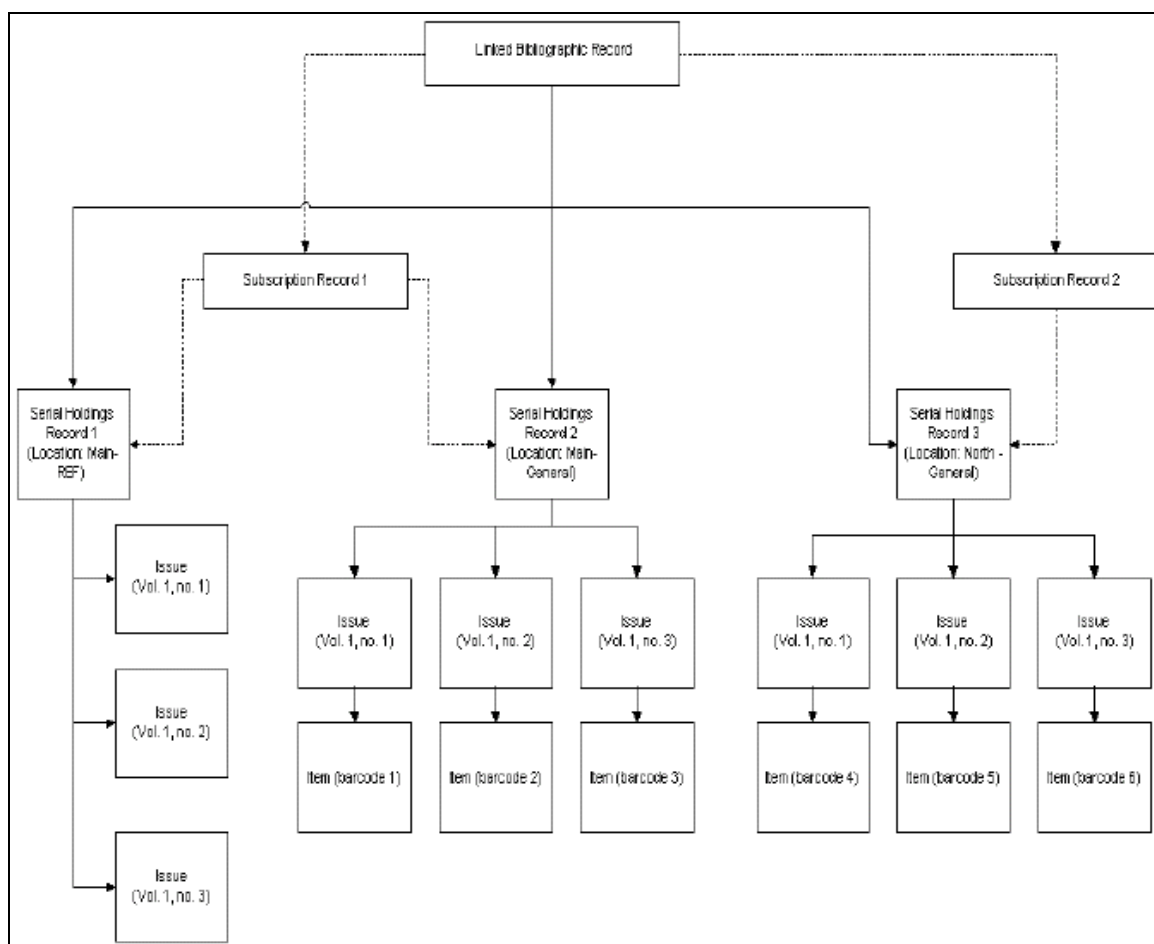 Linked Bibliographic Record
Subscription Record 1
Subscription Record 2
Serial Holdings
Record 1
(Location: Main-
REF)
Serial Holdings
Record 2
(Location: Main-
General)
Serial Holdings
Record 3
(Location: North -
General)
Issue
(Vol. 1, no. 1)
Issue
(Vol. 1, no. 2)
Issue
(Vol. 1, no. 3)
Issue
(Vol. 1, no. 1)
Issue
(Vol. 1, no. 2)
Issue
(Vol. 1, no. 3)
Issue
(Vol. 1, no. 1)
Issue
(Vol. 1, no. 2)
Issue
(Vol. 1, no. 3)
Item (barcode 1)
Item (barcode 2)
Item (barcode 3)
Item (barcode 4)
Item (barcode 5)
Item (barcode 6)